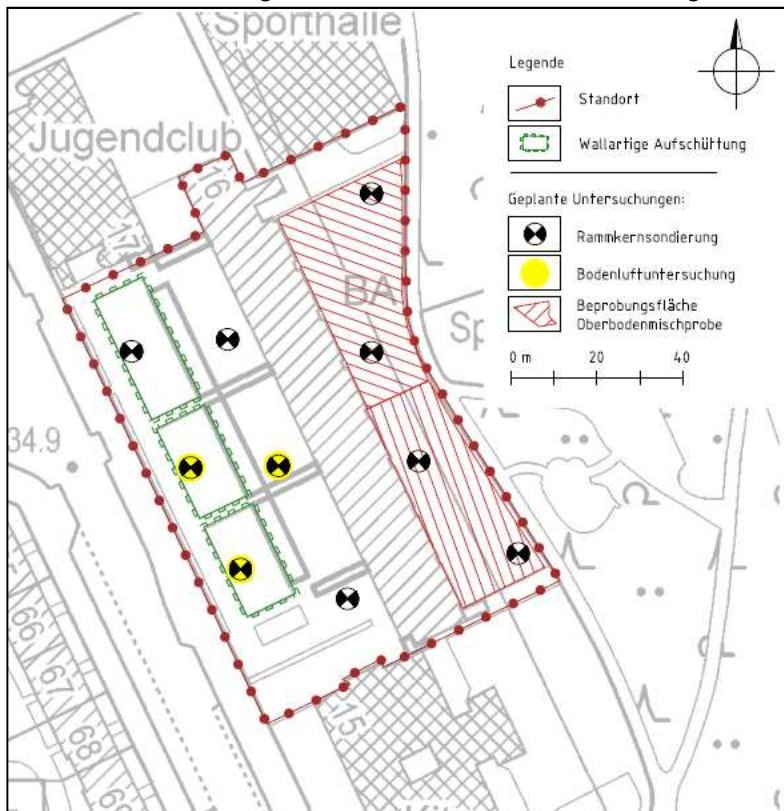 Sporthalle
Jugendclub
16
17
BA
34.9
66
67
68
15
Legende
Standort
Wallartige Aufschüttung
Geplante Untersuchungen:
Rammkernsondierung
Bodenluftuntersuchung
Beprobungsfläche
Oberbodenmischprobe
0 m 20 40